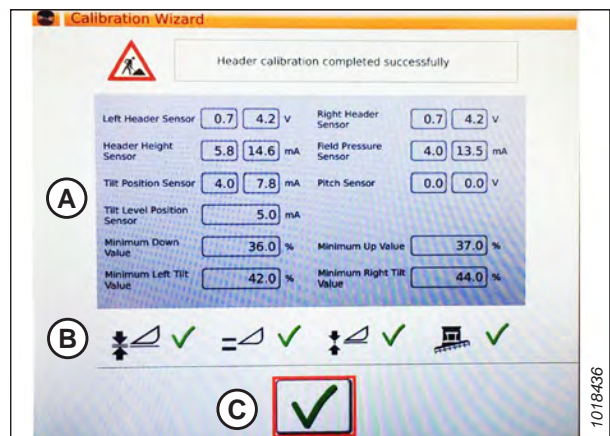 Calibration Wizard
Header calibration completed successfully
Left Header Sensor 0.7 4.2 V Right Header Sensor 0.7 4.2 V
Header Height Sensor 5.8 14.6 mA Field Pressure Sensor 4.0 13.5 mA
Tilt Position Sensor 4.0 7.8 mA Pitch Sensor 0.0 0.0 V
Tilt Level Position Sensor 5.0 mA
Minimum Down Value 36.0 % Minimum Up Value 37.0 %
Minimum Left Tilt Value 42.0 % Minimum Right Tilt Value 44.0 %
A
B
C
1018436